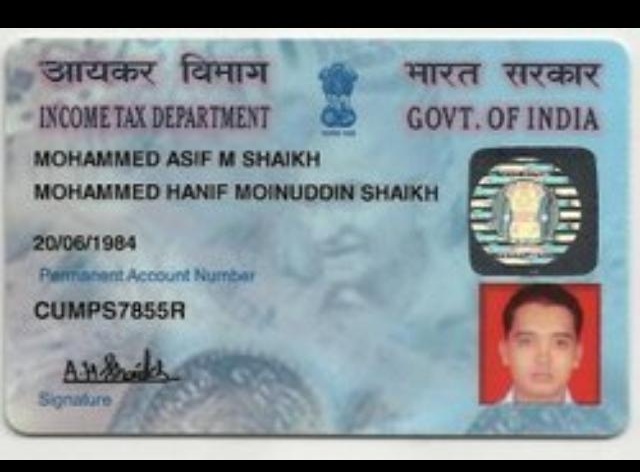 आयकर विभाग भारत सरकार
INCOME TAX DEPARTMENT GOVT. OF INDIA
MOHAMMED ASIF M SHAIKH
MOHAMMED HANIF MOINUDDIN SHAIKH
20/06/1984
Permanent Account Number
CUMPS7855R
A.H.Shaikh
Signature